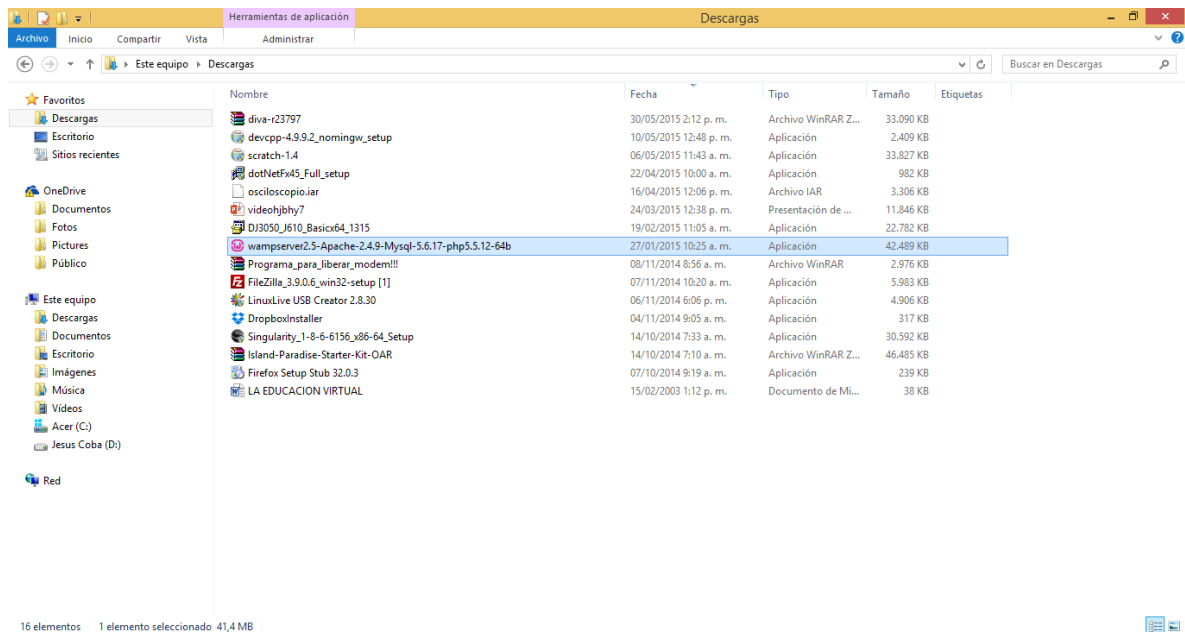 Herramientas de aplicación
Descargas
Archivo
Inicio
Compartir
Vista
Administrar
Este equipo
Descargas
Buscar en Descargas
Favoritos
Descargas
Escritorio
Sitios recientes
OneDrive
Documentos
Fotos
Pictures
Público
Este equipo
Descargas
Documentos
Escritorio
Imágenes
Música
Vídeos
Acer (C:)
Jesus Coba (D:)
Red
Nombre Fecha Tipo Tamaño Etiquetas
diva-r23797 30/05/2015 2:12 p. m. Archivo WinRAR Z... 33.090 KB
devcpp-4.9.9.2_nomingw_setup 10/05/2015 12:48 p. m. Aplicación 2.409 KB
scratch-1.4 06/05/2015 11:43 a. m. Aplicación 33.827 KB
dotNetFx45_Full_setup 22/04/2015 10:00 a. m. Aplicación 982 KB
osciloscopio.iar 16/04/2015 12:06 p. m. Archivo IAR 3.306 KB
videohjbhy7 24/03/2015 12:38 p. m. Presentación de ... 11.846 KB
DJ3050_J610_Basicx64_1315 19/02/2015 11:05 a. m. Aplicación 22.782 KB
wampserver2.5-Apache-2.4.9-Mysql-5.6.17-php5.5.12-64b 27/01/2015 10:25 a. m. Aplicación 42.489 KB
Programa_para_liberar_modem!!! 08/11/2014 8:56 a. m. Archivo WinRAR 2.976 KB
FileZilla_3.9.0.6_win32-setup [1] 07/11/2014 10:20 a. m. Aplicación 5.983 KB
LinuxLive USB Creator 2.8.30 06/11/2014 6:06 p. m. Aplicación 4.906 KB
DropboxInstaller 04/11/2014 9:05 a. m. Aplicación 317 KB
Singularity_1-8-6-6156_x86-64_Setup 14/10/2014 7:33 a. m. Aplicación 30.592 KB
Island-Paradise-Starter-Kit-OAR 14/10/2014 7:10 a. m. Archivo WinRAR Z... 46.485 KB
Firefox Setup Stub 32.0.3 07/10/2014 9:19 a. m. Aplicación 239 KB
LA EDUCACION VIRTUAL 15/02/2003 1:12 p. m. Documento de Mi... 38 KB
16 elementos 1 elemento seleccionado 41,4 MB